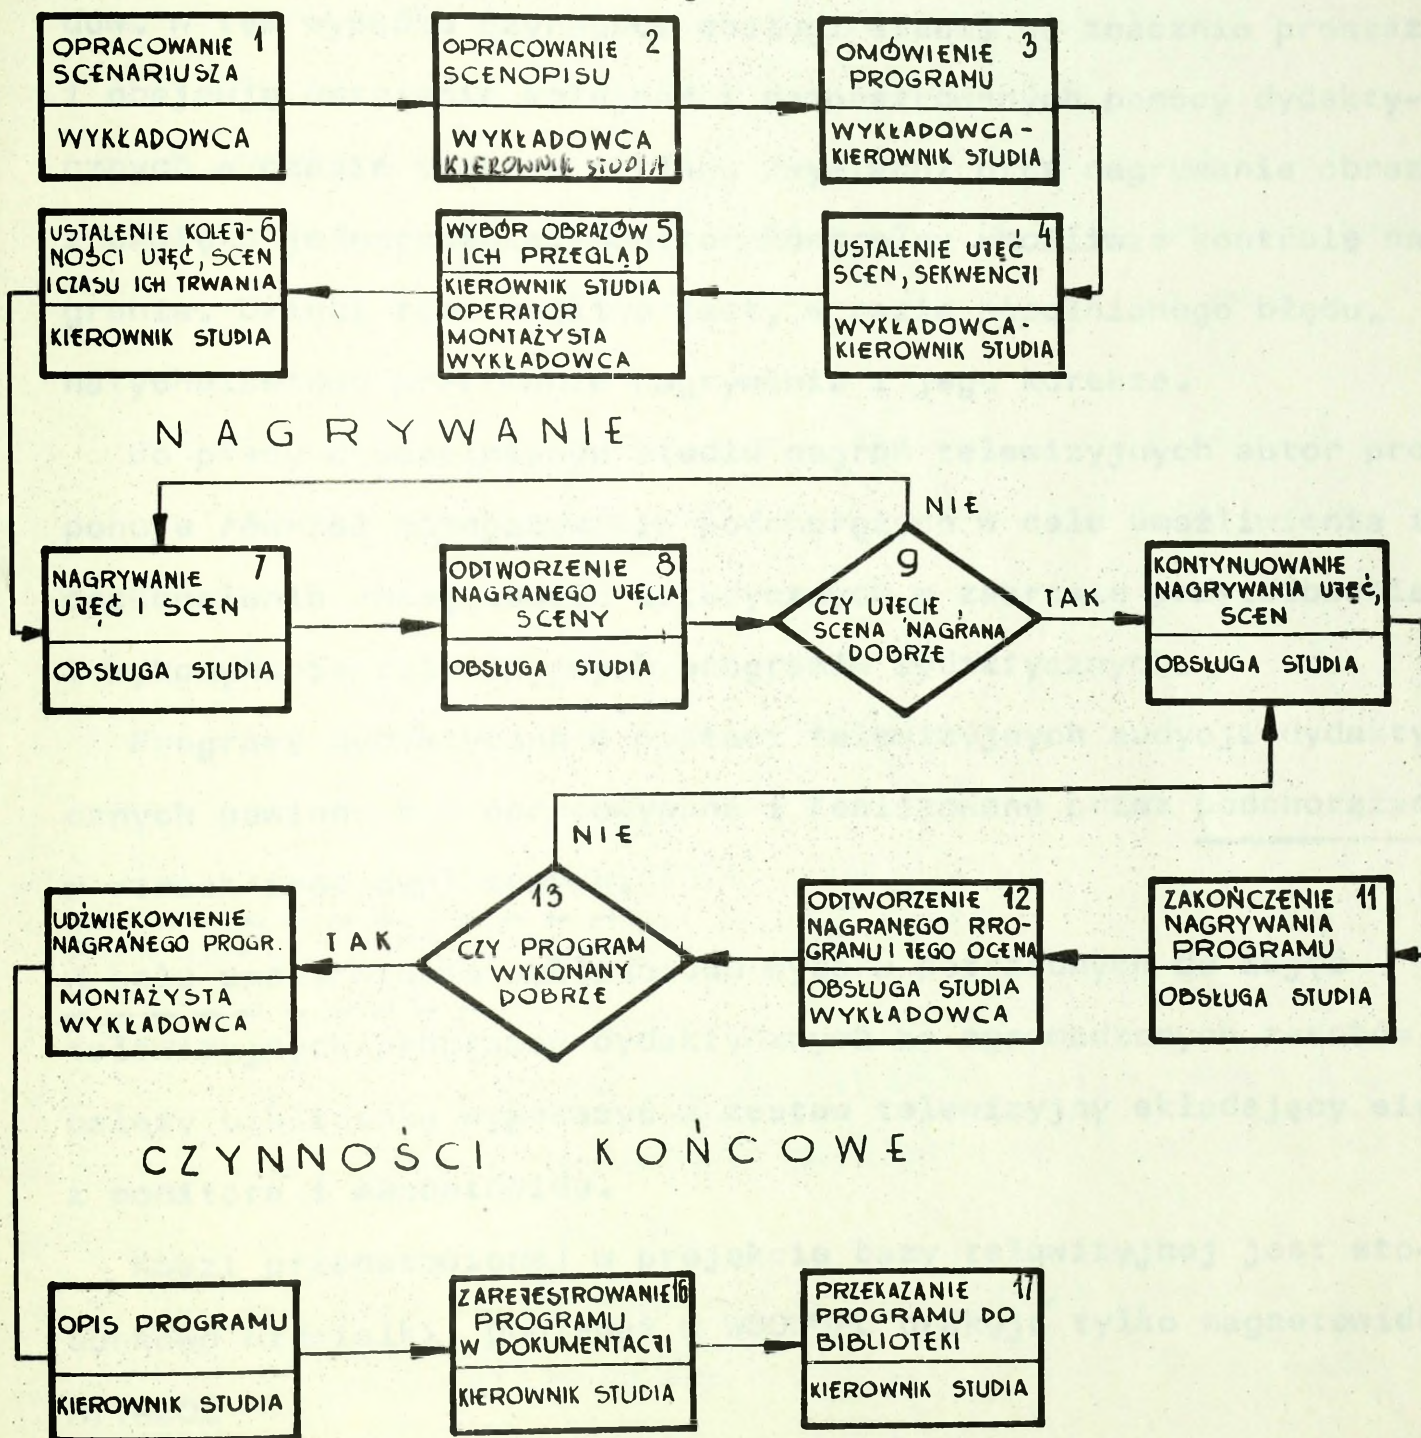 OPRACOWANIE 1
SCENARIUSZA
WYKŁADOWCA
OPRACOWANIE 2
SCENOPISU
WYKŁADOWCA
KIEROWNIK STUDIA
OMÓWIENIE 3
PROGRAMU
WYKŁADOWCA-
KIEROWNIK STUDIA
USTALENIE UJĘĆ 4
SCEN, SEKWENCJI
WYKŁADOWCA-
KIEROWNIK STUDIA
WYBÓR OBRAZÓW 5
I ICH PRZEGLĄD
KIEROWNIK STUDIA
OPERATOR
MONTAŻYSTA
WYKŁADOWCA
USTALENIE KOLEJ- 6
NOŚCI UJĘĆ, SCEN
I CZASU ICH TRWANIA
KIEROWNIK STUDIA
NAGRYWANIE
NAGRYWANIE 7
UJĘĆ I SCEN
OBSŁUGA STUDIA
ODTWORZENIE 8
NAGRANEGO UJĘCIA
SCENY
OBSŁUGA STUDIA
NIE
9
CZY UJĘCIE,
SCENA NAGRANA
DOBRZE
TAK
KONTYNUOWANIE
NAGRYWANIA UJĘĆ,
SCEN
OBSŁUGA STUDIA
ZAKOŃCZENIE 11
NAGRYWANIA
PROGRAMU
OBSŁUGA STUDIA
ODTWORZENIE 12
NAGRANEGO RRO-
GRAMU I JEGO OCENA
OBSŁUGA STUDIA
WYKŁADOWCA
NIE
13
CZY PROGRAM
WYKONANY
DOBRZE
TAK
UDŹWIĘKOWIENIE
NAGRANEGO PROGR.
MONTAŻYSTA
WYKŁADOWCA
CZYNNOŚCI KOŃCOWE
OPIS PROGRAMU
KIEROWNIK STUDIA
ZAREJESTROWANIE 16
PROGRAMU
W DOKUMENTACJI
KIEROWNIK STUDIA
PRZEKAZANIE 17
PROGRAMU DO
BIBLIOTEKI
KIEROWNIK STUDIA